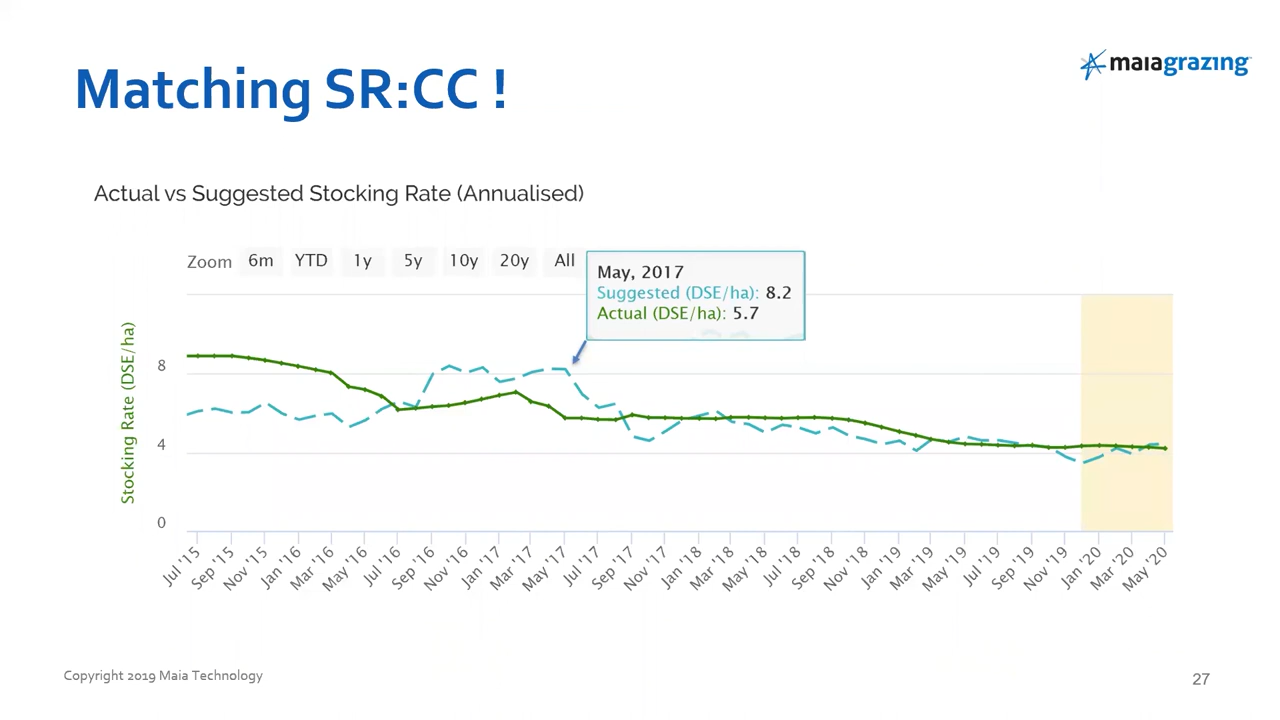 Matching SR:CC !
maiagrazing
Actual vs Suggested Stocking Rate (Annualised)
Zoom 6m YTD 1y 5y 10y 20y All
May, 2017
Suggested (DSE/ha): 8.2
Actual (DSE/ha): 5.7
Stocking Rate (DSE/ha)
8
4
0
Jul '15 Sep '15 Nov '15 Jan '16 Mar '16 May '16 Jul '16 Sep '16 Nov '16 Jan '17 Mar '17 May '17 Jul '17 Sep '17 Nov '17 Jan '18 Mar '18 May '18 Jul '18 Sep '18 Nov '18 Jan '19 Mar '19 May '19 Jul '19 Sep '19 Nov '19 Jan '20 Mar '20 May '20
Copyright 2019 Maia Technology
27